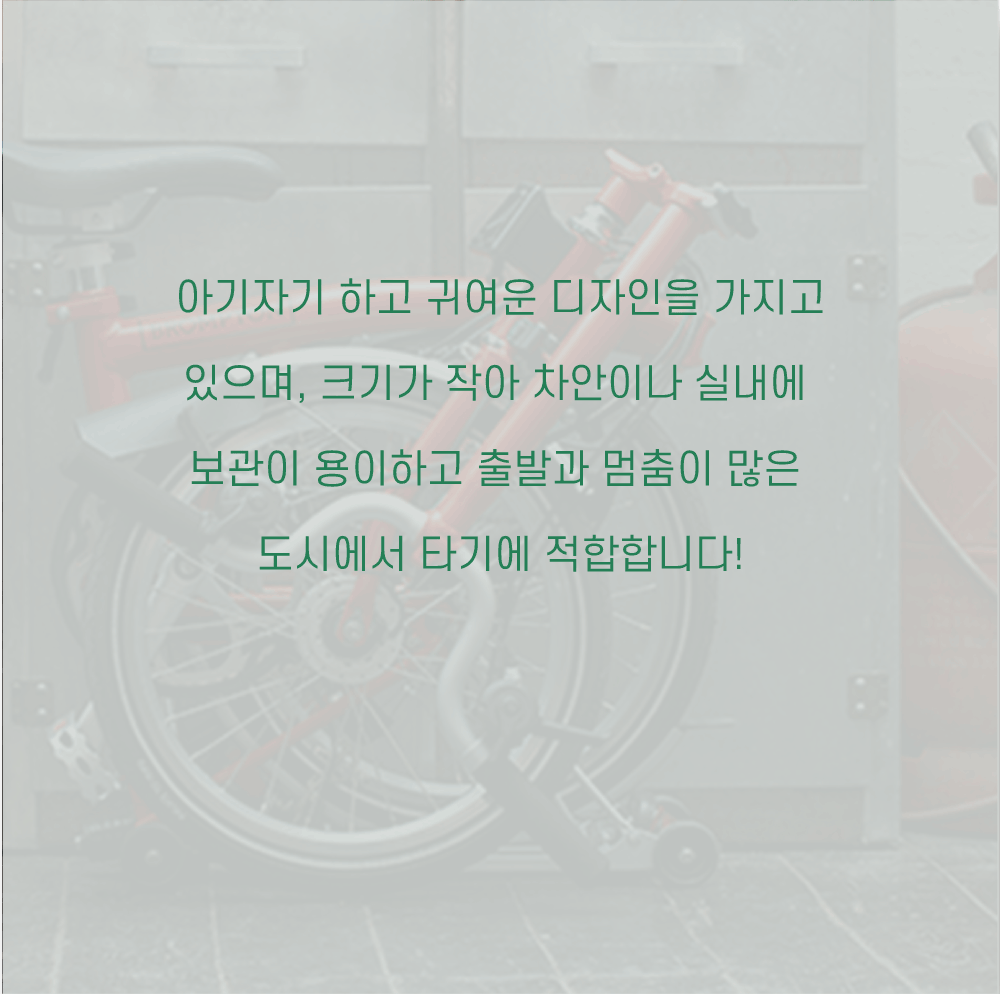 아기자기 하고 귀여운 디자인을 가지고
있으며, 크기가 작아 차안이나 실내에
보관이 용이하고 출발과 멈춤이 많은
도시에서 타기에 적합합니다!